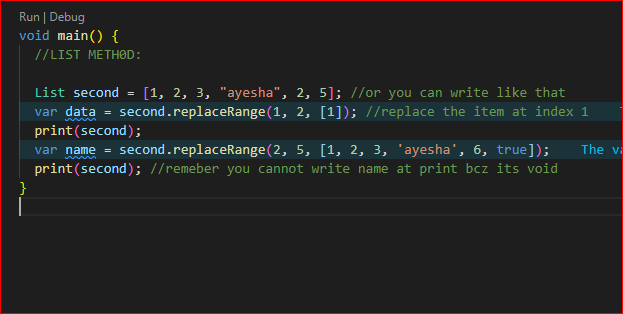 Run | Debug
void main() {
//LIST METH0D:
List second = [1, 2, 3, "ayesha", 2, 5]; //or you can write like that
var data = second.replaceRange(1, 2, [1]); //replace the item at index 1
print(second);
var name = second.replaceRange(2, 5, [1, 2, 3, 'ayesha', 6, true]); The
print(second); //remeber you cannot write name at print bcz its void
}